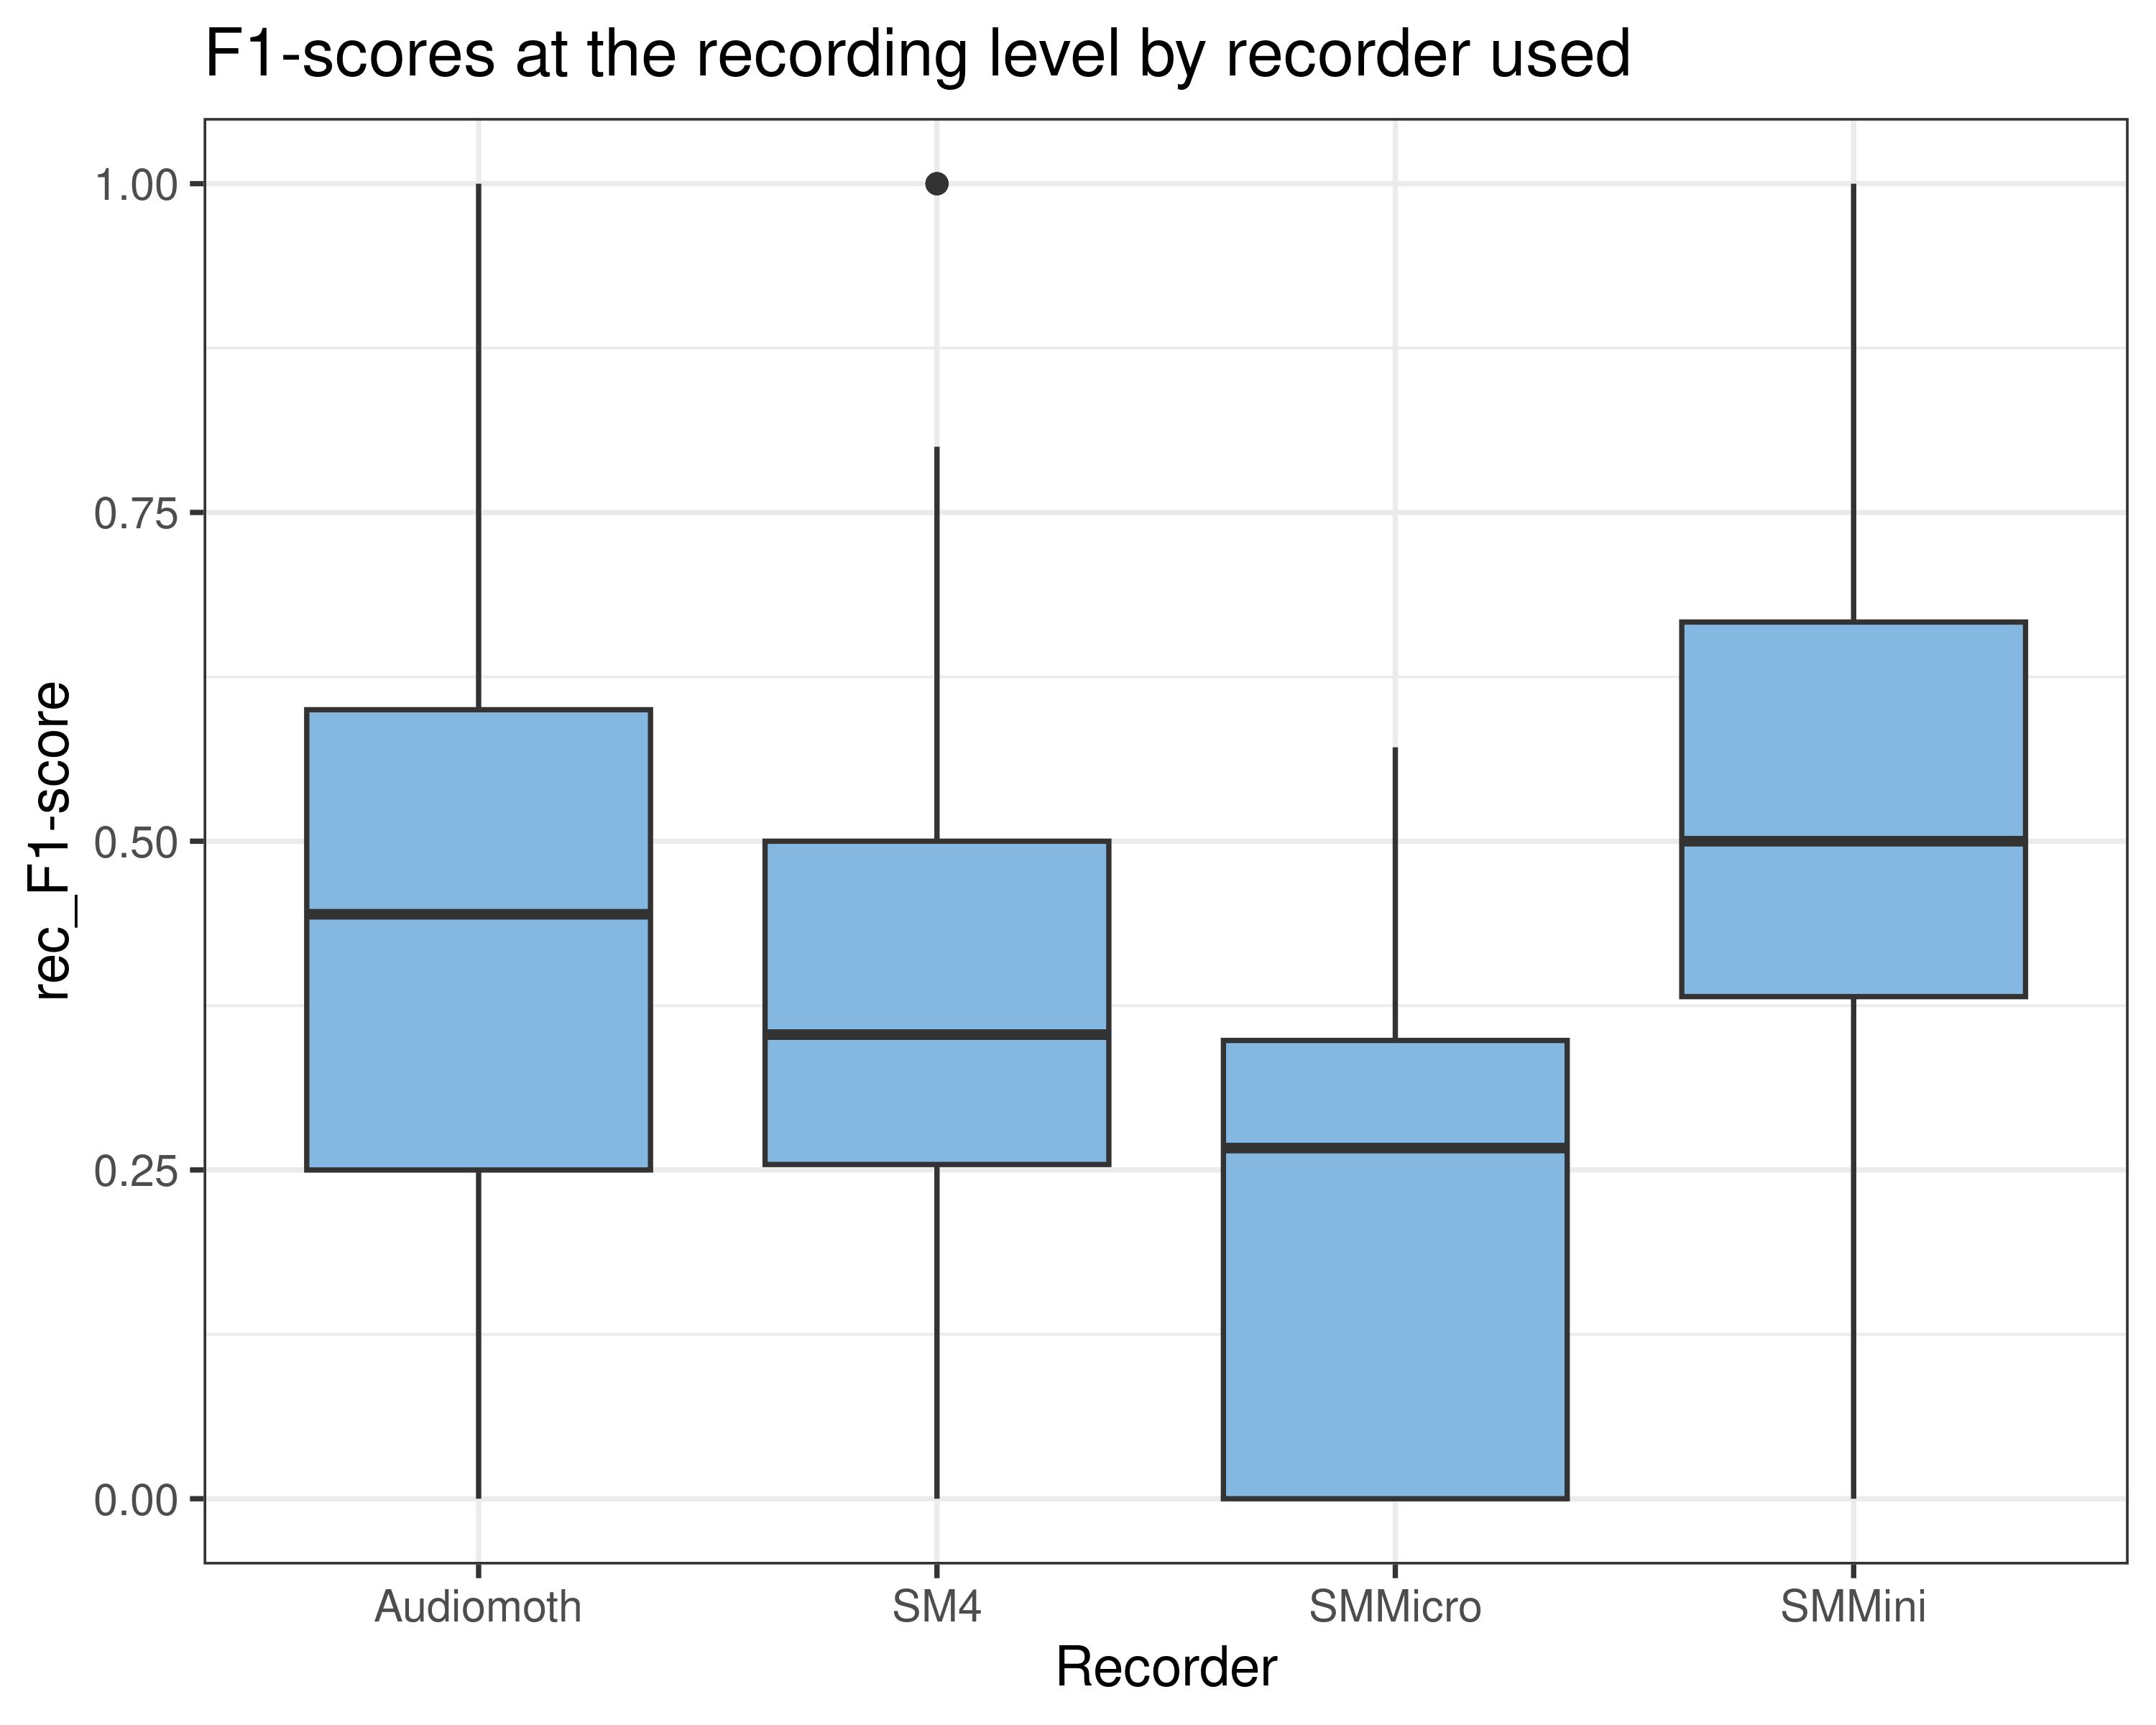 F1-scores at the recording level by recorder used
rec_F1-score
1.00
0.75
0.50
0.25
0.00
Audiomoth
SM4
SMMicro
SMMini
Recorder